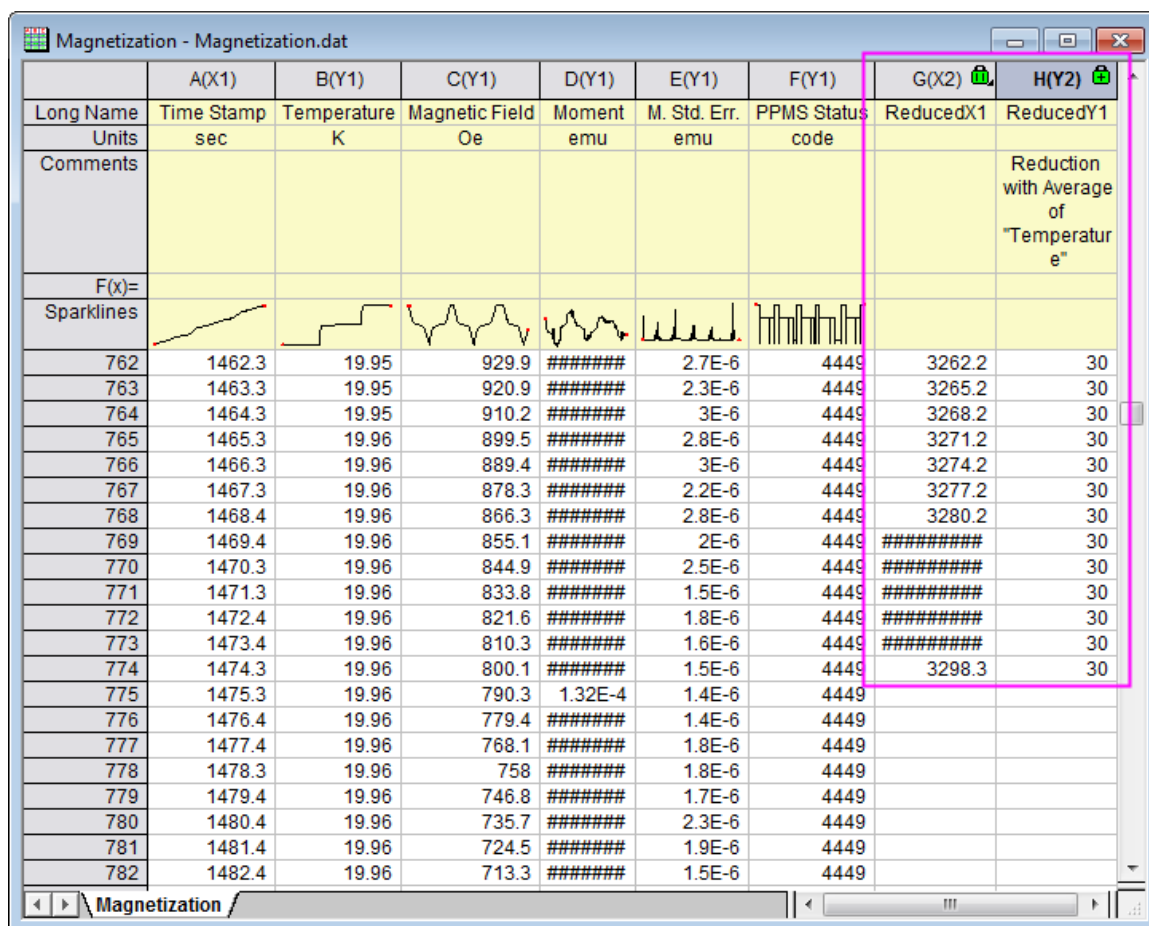 Magnetization - Magnetization.dat
A(X1) B(Y1) C(Y1) D(Y1) E(Y1) F(Y1) G(X2) H(Y2)
Long Name Time Stamp Temperature Magnetic Field Moment M. Std. Err. PPMS Status ReducedX1 ReducedY1
Units sec K Oe emu emu code
Comments Reduction
with Average
of
"Temperatur
e"
F(x)=
Sparklines
762 1462.3 19.95 929.9 ####### 2.7E-6 4449 3262.2 30
763 1463.3 19.95 920.9 ####### 2.3E-6 4449 3265.2 30
764 1464.3 19.95 910.2 ####### 3E-6 4449 3268.2 30
765 1465.3 19.96 899.5 ####### 2.8E-6 4449 3271.2 30
766 1466.3 19.96 889.4 ####### 3E-6 4449 3274.2 30
767 1467.3 19.96 878.3 ####### 2.2E-6 4449 3277.2 30
768 1468.4 19.96 866.3 ####### 2.8E-6 4449 3280.2 30
769 1469.4 19.96 855.1 ####### 2E-6 4449 ######### 30
770 1470.3 19.96 844.9 ####### 2.5E-6 4449 ######### 30
771 1471.3 19.96 833.8 ####### 1.5E-6 4449 ######### 30
772 1472.4 19.96 821.6 ####### 1.8E-6 4449 ######### 30
773 1473.4 19.96 810.3 ####### 1.6E-6 4449 ######### 30
774 1474.3 19.96 800.1 ####### 1.5E-6 4449 3298.3 30
775 1475.3 19.96 790.3 1.32E-4 1.4E-6 4449
776 1476.4 19.96 779.4 ####### 1.4E-6 4449
777 1477.4 19.96 768.1 ####### 1.8E-6 4449
778 1478.3 19.96 758 ####### 1.8E-6 4449
779 1479.4 19.96 746.8 ####### 1.7E-6 4449
780 1480.4 19.96 735.7 ####### 2.3E-6 4449
781 1481.4 19.96 724.5 ####### 1.9E-6 4449
782 1482.4 19.96 713.3 ####### 1.5E-6 4449
Magnetization